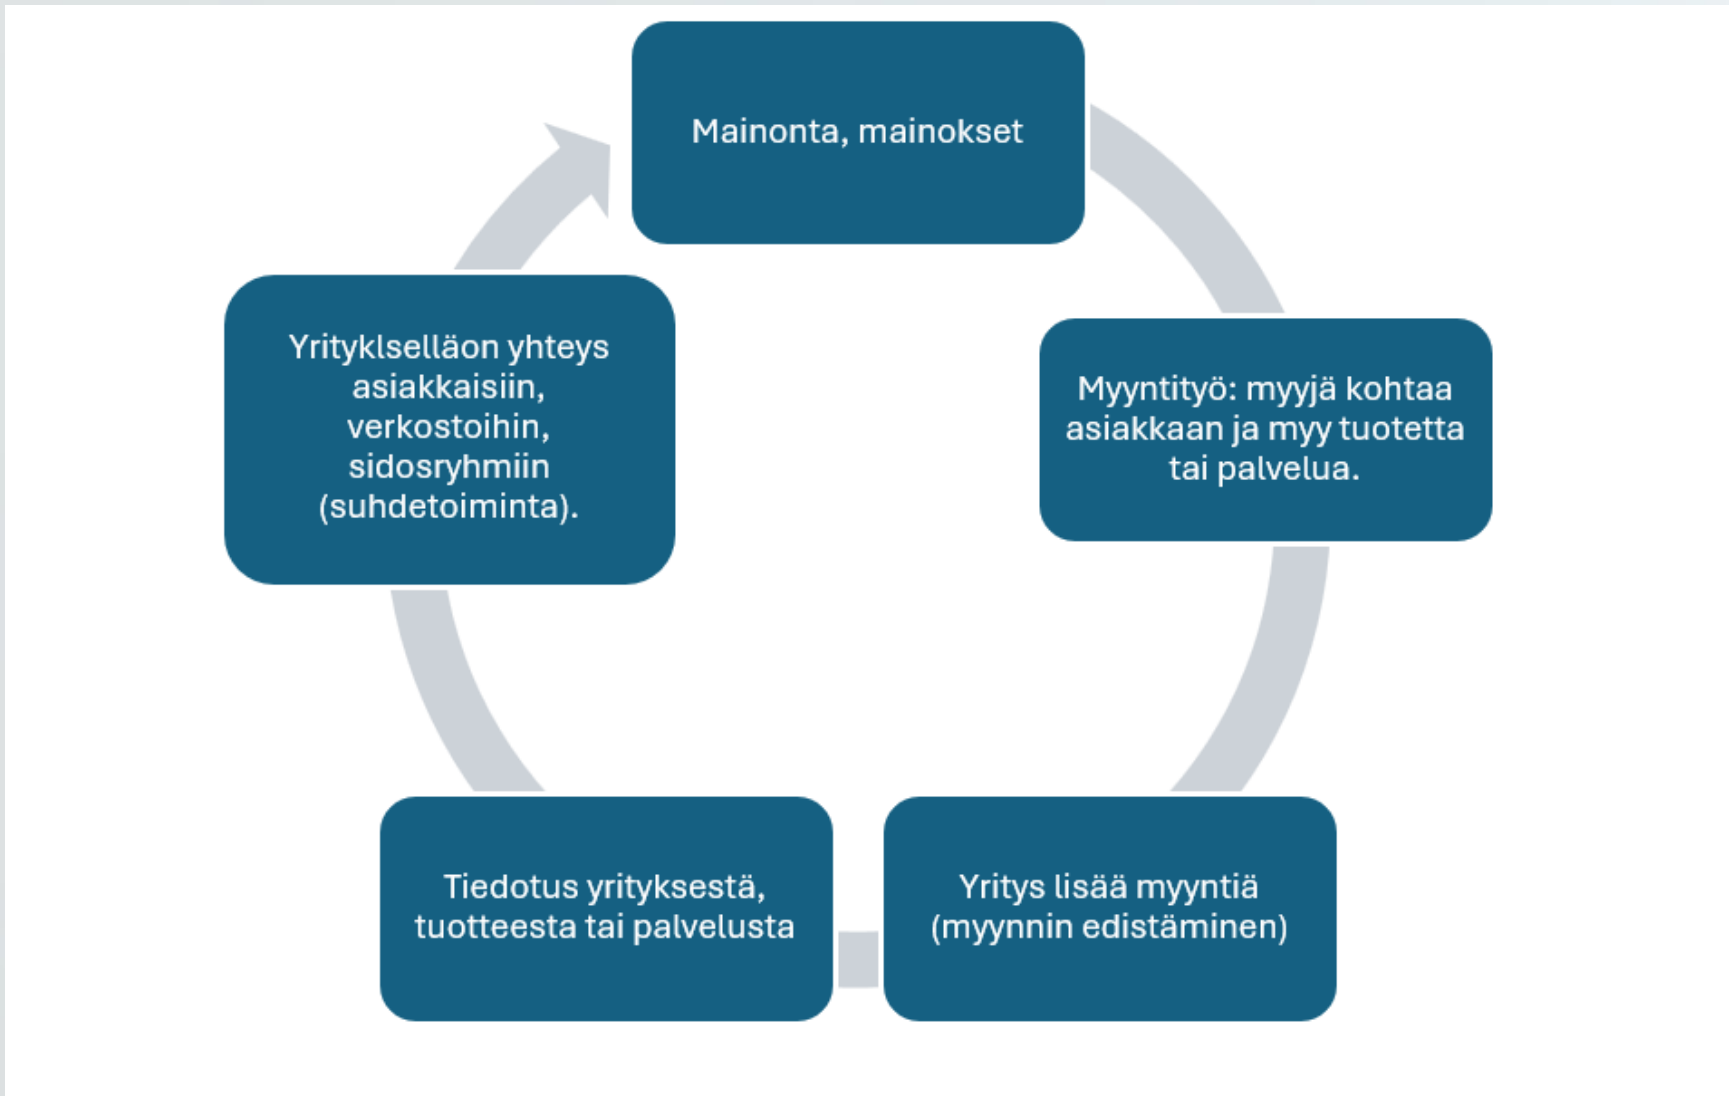 Mainonta, mainokset
Myyntityö: myyjä kohtaa
asiakkaan ja myy tuotetta
tai palvelua.
Yritys lisää myyntiä
(myynnin edistäminen)
Tiedotus yrityksestä,
tuotteesta tai palvelusta
Yrityklselläon yhteys
asiakkaisiin,
verkostoihin,
sidosryhmiin
(suhdetoiminta).